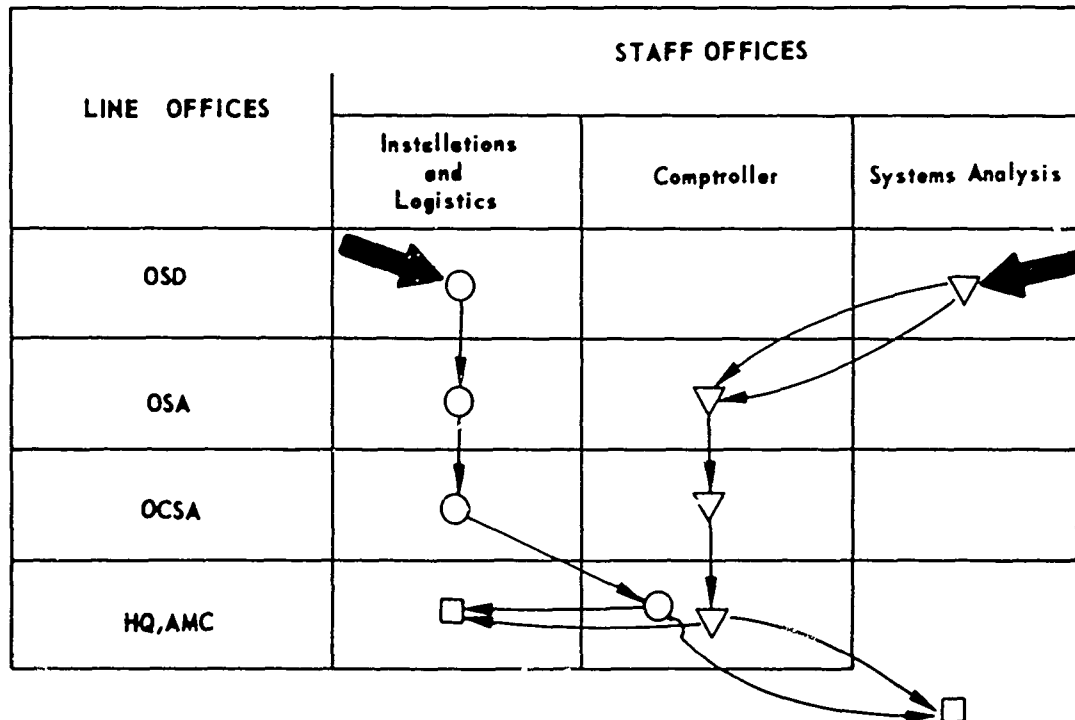 STAFF OFFICES
LINE OFFICES
Installations
and
Logistics
Comptroller
Systems Analysis
OSD
OSA
OCSA
HQ,AMC